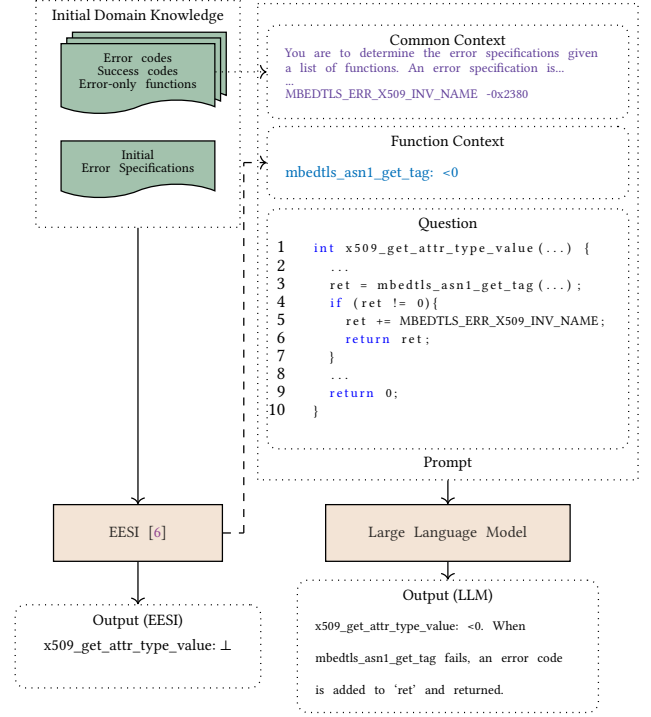 Initial Domain Knowledge
Error codes
Success codes
Error-only functions
Initial
Error Specifications
Common Context
You are to determine the error specifications given
a list of functions. An error specification is...
...
MBEDTLS_ERR_X509_INV_NAME -0x2380
Function Context
mbedtls_asn1_get_tag: <0
Question
1 int x509_get_attr_type_value(...) {
2 ...
3 ret = mbedtls_asn1_get_tag(...);
4 if (ret != 0){
5 ret += MBEDTLS_ERR_X509_INV_NAME;
6 return ret;
7 }
8 ...
9 return 0;
10 }
Prompt
EESI [6]
Large Language Model
Output (EESI)
x509_get_attr_type_value: ⊥
Output (LLM)
x509_get_attr_type_value: <0. When
mbedtls_asn1_get_tag fails, an error code
is added to ‘ret’ and returned.